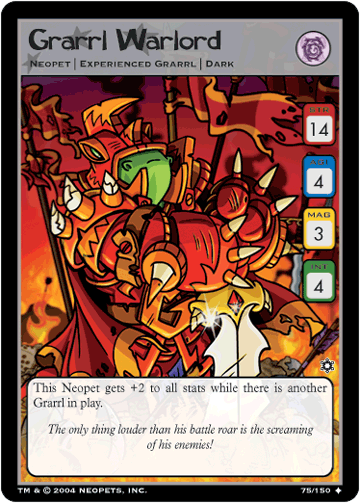 Grarrl Warlord
Neopet | Experienced Grarrl | Dark
STR
14
AGI
4
MAG
3
INT
4
This Neopet gets +2 to all stats while there is another
Grarrl in play.
The only thing louder than his battle roar is the screaming
of his enemies!
TM & © 2004 NEOPETS, INC.
75/150